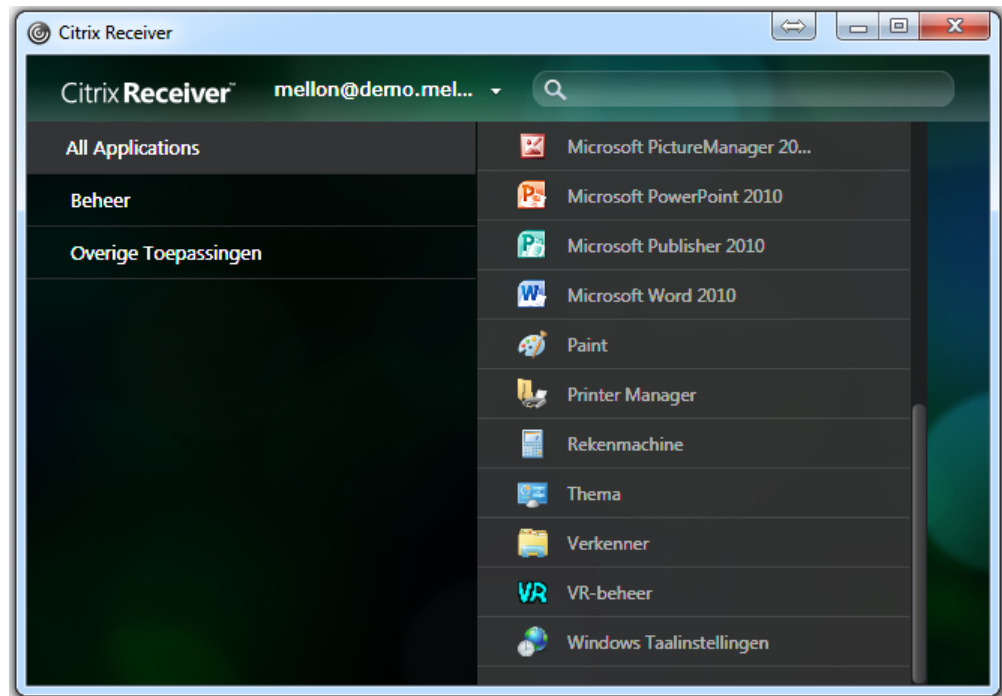 Citrix Receiver
Citrix Receiver™ mellon@demo.mel...
All Applications
Beheer
Overige Toepassingen
Microsoft PictureManager 20...
Microsoft PowerPoint 2010
Microsoft Publisher 2010
Microsoft Word 2010
Paint
Printer Manager
Rekenmachine
Thema
Verkenner
VR VR-beheer
Windows Taalinstellingen